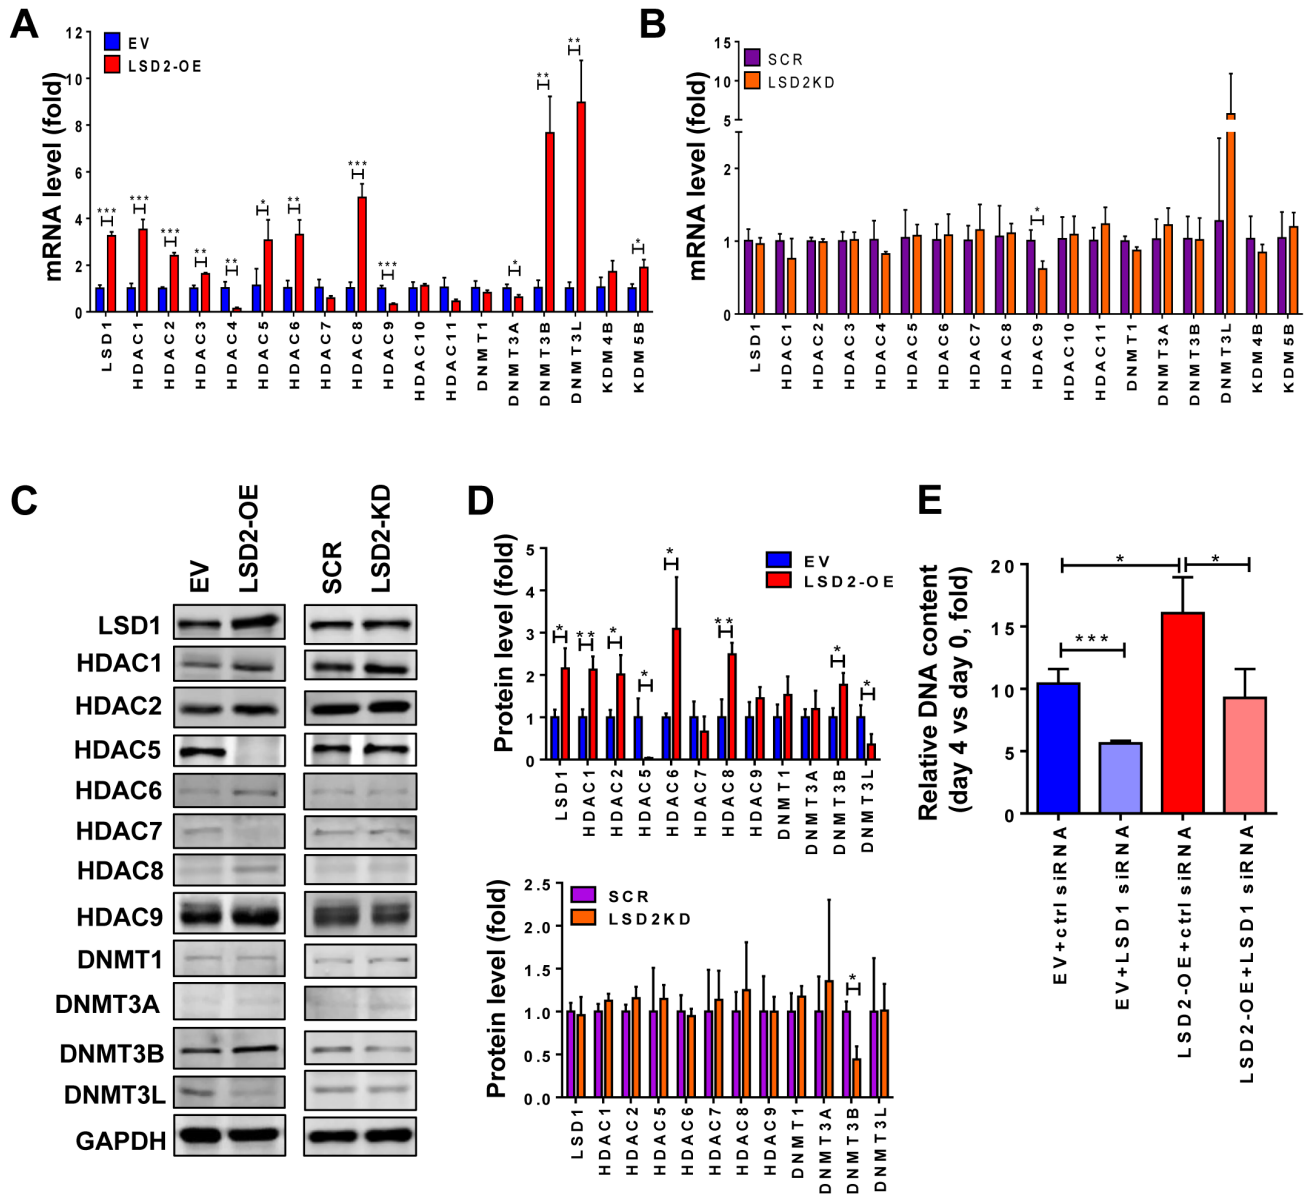 A
mRNA level (fold)
12
10
8
6
4
2
0
EV
LSD2-OE
***
***
***
**
**
*
**
***
***
*
**
**
*
LSD1
HDAC1
HDAC2
HDAC3
HDAC4
HDAC5
HDAC6
HDAC7
HDAC8
HDAC9
HDAC10
HDAC11
DNMT1
DNMT3A
DNMT3B
DNMT3L
KDM4B
KDM5B
B
mRNA level (fold)
15
10
5
2
1
0
SCR
LSD2KD
*
LSD1
HDAC1
HDAC2
HDAC3
HDAC4
HDAC5
HDAC6
HDAC7
HDAC8
HDAC9
HDAC10
HDAC11
DNMT1
DNMT3A
DNMT3B
DNMT3L
KDM4B
KDM5B
C
EV
LSD2-OE
SCR
LSD2-KD
LSD1
HDAC1
HDAC2
HDAC5
HDAC6
HDAC7
HDAC8
HDAC9
DNMT1
DNMT3A
DNMT3B
DNMT3L
GAPDH
D
Protein level (fold)
5
4
3
2
1
0
EV
LSD2-OE
*
**
*
*
*
**
*
*
LSD1
HDAC1
HDAC2
HDAC5
HDAC6
HDAC7
HDAC8
HDAC9
DNMT1
DNMT3A
DNMT3B
DNMT3L
Protein level (fold)
2.5
2.0
1.5
1.0
0.5
0.0
SCR
LSD2KD
*
LSD1
HDAC1
HDAC2
HDAC5
HDAC6
HDAC7
HDAC8
HDAC9
DNMT1
DNMT3A
DNMT3B
DNMT3L
E
Relative DNA content
(day 4 vs day 0, fold)
20
15
10
5
0
*
*
***
EV+ctrl siRNA
EV+LSD1 siRNA
LSD2-OE+ctrl siRNA
LSD2-OE+LSD1 siRNA